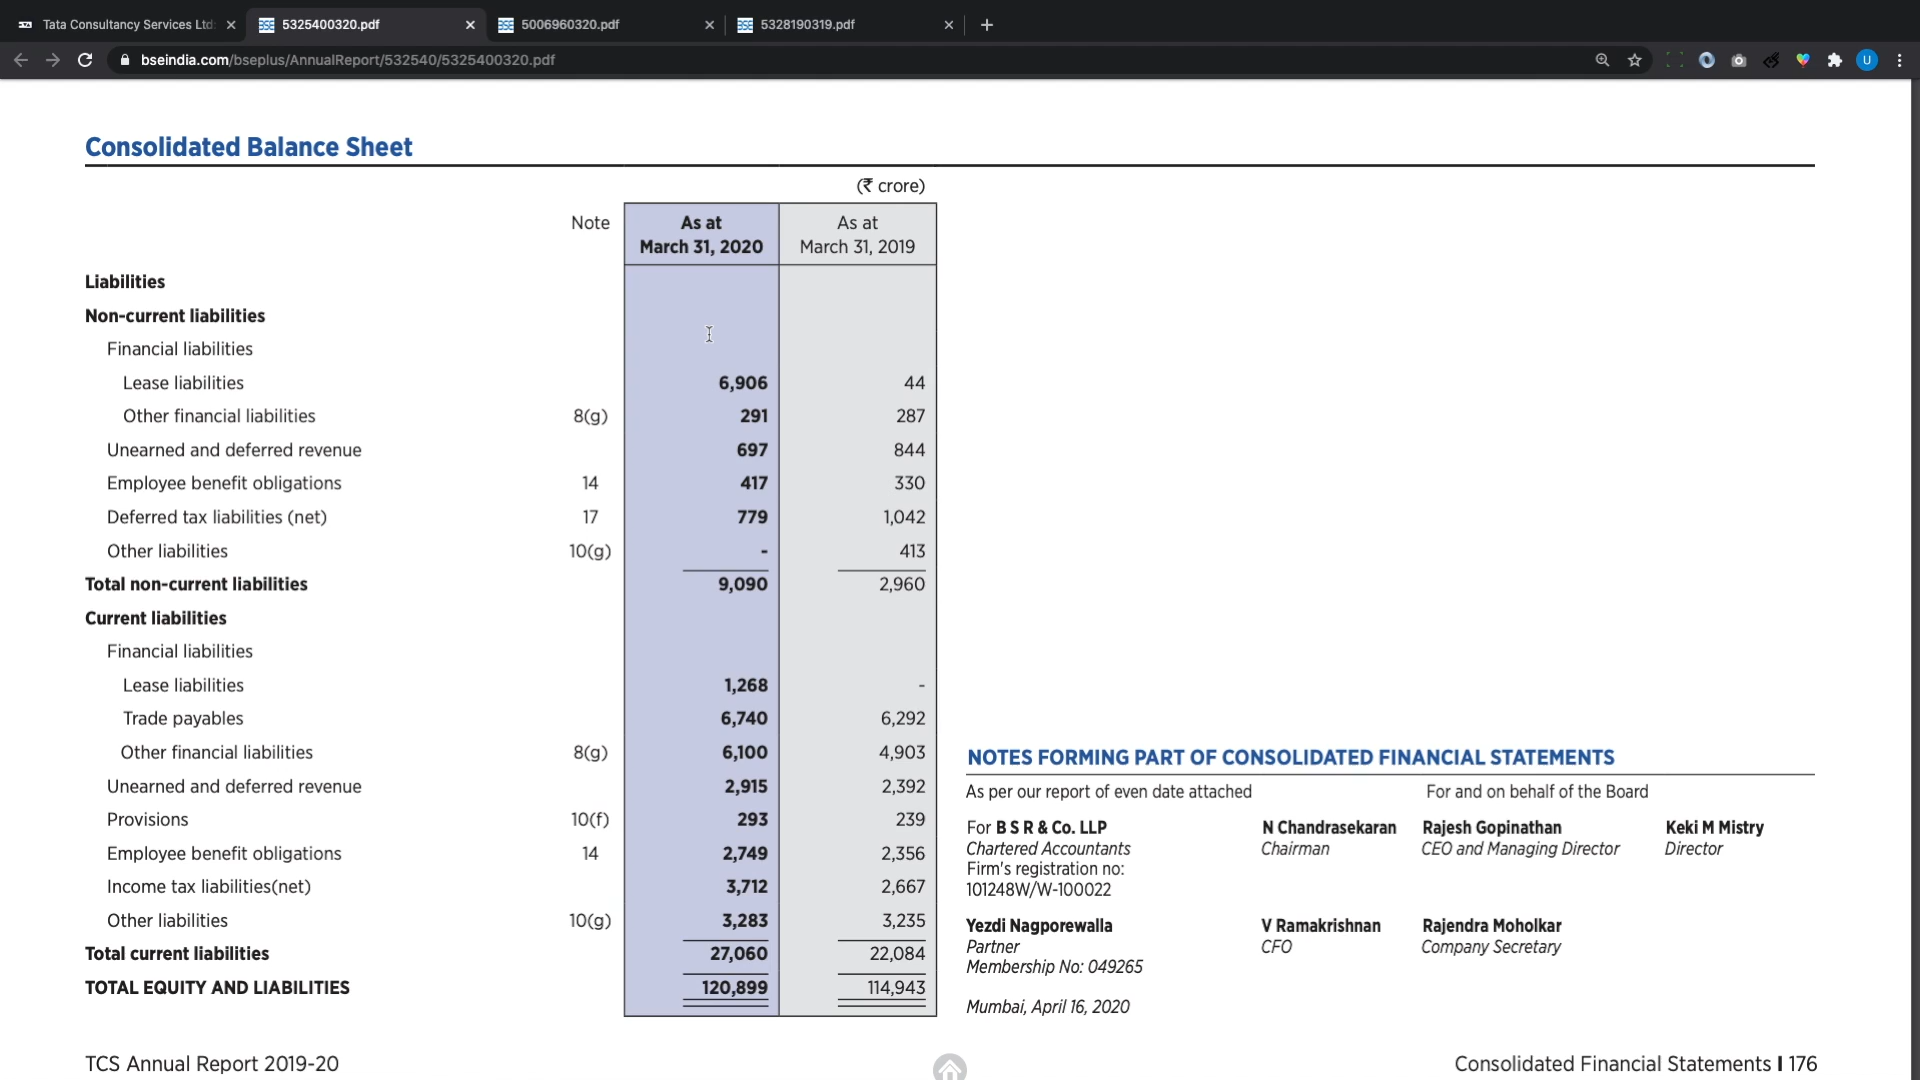 Tata Consultancy Services Ltd
5325400320.pdf
5006960320.pdf
5328190319.pdf
bseindia.com/bseplus/AnnualReport/532540/5325400320.pdf
U
Consolidated Balance Sheet
(₹ crore)
Note As at March 31, 2020 As at March 31, 2019
Liabilities
Non-current liabilities
Financial liabilities
Lease liabilities 6,906 44
Other financial liabilities 8(g) 291 287
Unearned and deferred revenue 697 844
Employee benefit obligations 14 417 330
Deferred tax liabilities (net) 17 779 1,042
Other liabilities 10(g) - 413
Total non-current liabilities 9,090 2,960
Current liabilities
Financial liabilities
Lease liabilities 1,268 -
Trade payables 6,740 6,292
Other financial liabilities 8(g) 6,100 4,903
Unearned and deferred revenue 2,915 2,392
Provisions 10(f) 293 239
Employee benefit obligations 14 2,749 2,356
Income tax liabilities(net) 3,712 2,667
Other liabilities 10(g) 3,283 3,235
Total current liabilities 27,060 22,084
TOTAL EQUITY AND LIABILITIES 120,899 114,943
NOTES FORMING PART OF CONSOLIDATED FINANCIAL STATEMENTS
As per our report of even date attached For and on behalf of the Board
For B S R & Co. LLP N Chandrasekaran Rajesh Gopinathan Keki M Mistry
Chartered Accountants Chairman CEO and Managing Director Director
Firm's registration no:
101248W/W-100022
Yezdi Nagporewalla V Ramakrishnan Rajendra Moholkar
Partner CFO Company Secretary
Membership No: 049265
Mumbai, April 16, 2020
TCS Annual Report 2019-20 Consolidated Financial Statements I 176